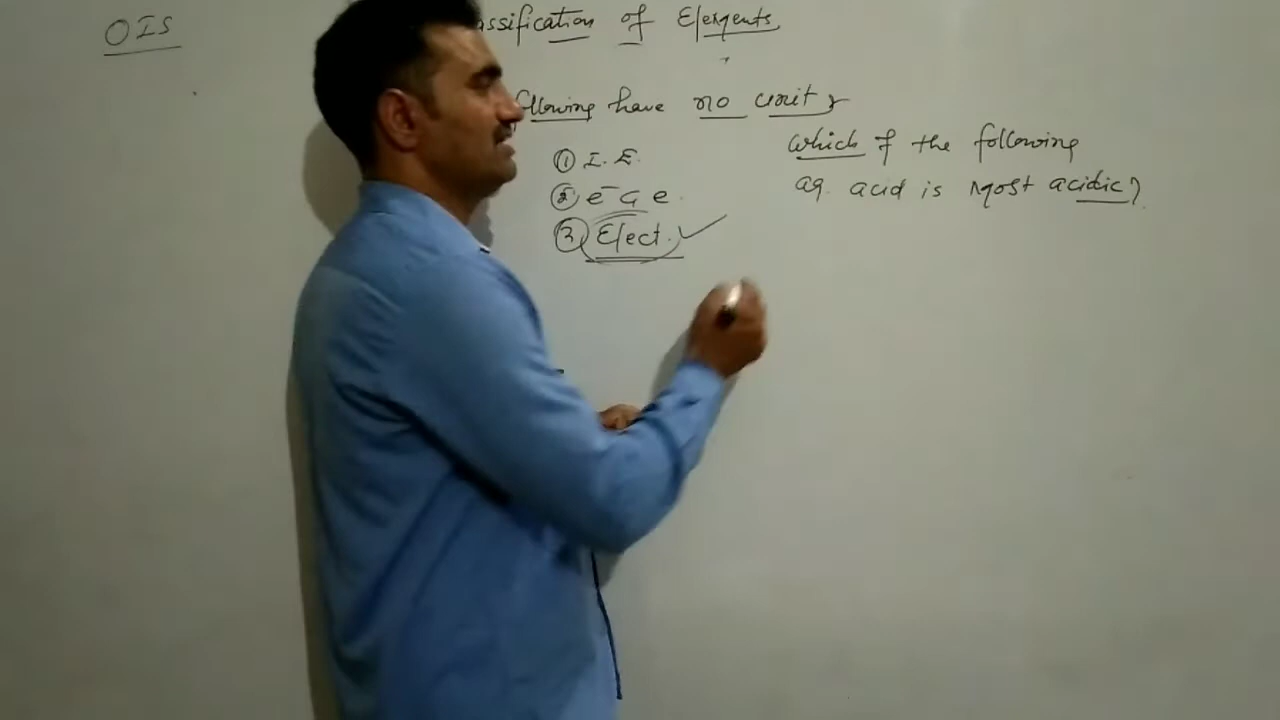 OIS
assification of Elements
ollowing have no unit?
① I.E.
② e⁻ G e.
③ Elect. ✓
which of the following
aq. acid is Most acidic?